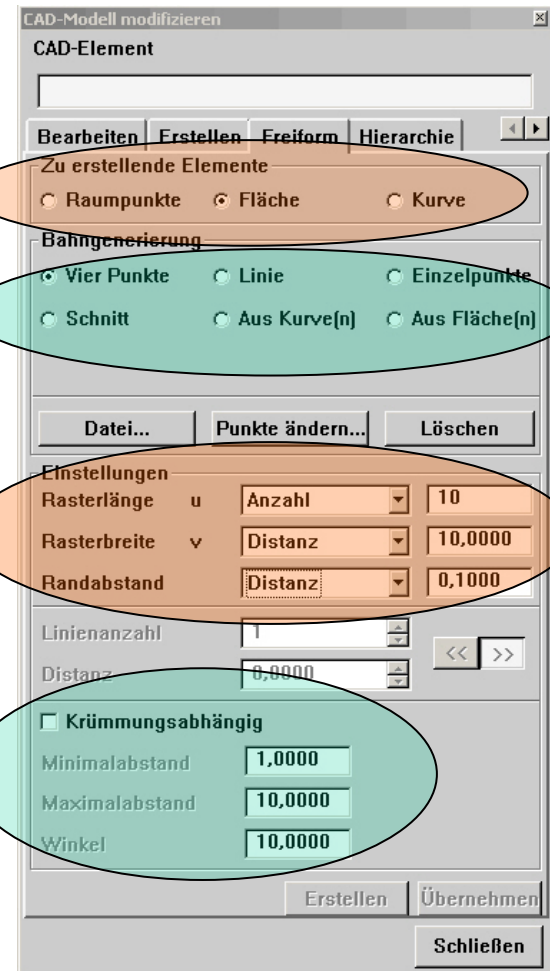 CAD-Modell modifizieren
CAD-Element
Bearbeiten Erstellen Freiform Hierarchie
Zu erstellende Elemente
Raumpunkte Fläche Kurve
Bahngenerierung
Vier Punkte Linie Einzelpunkte
Schnitt Aus Kurve(n) Aus Fläche(n)
Datei... Punkte ändern... Löschen
Einstellungen
Rasterlänge u Anzahl 10
Rasterbreite v Distanz 10,0000
Randabstand Distanz 0,1000
Linienanzahl 1
Distanz 0,0000
<< >>
Krümmungsabhängig
Minimalabstand 1,0000
Maximalabstand 10,0000
Winkel 10,0000
Erstellen Übernehmen
Schließen